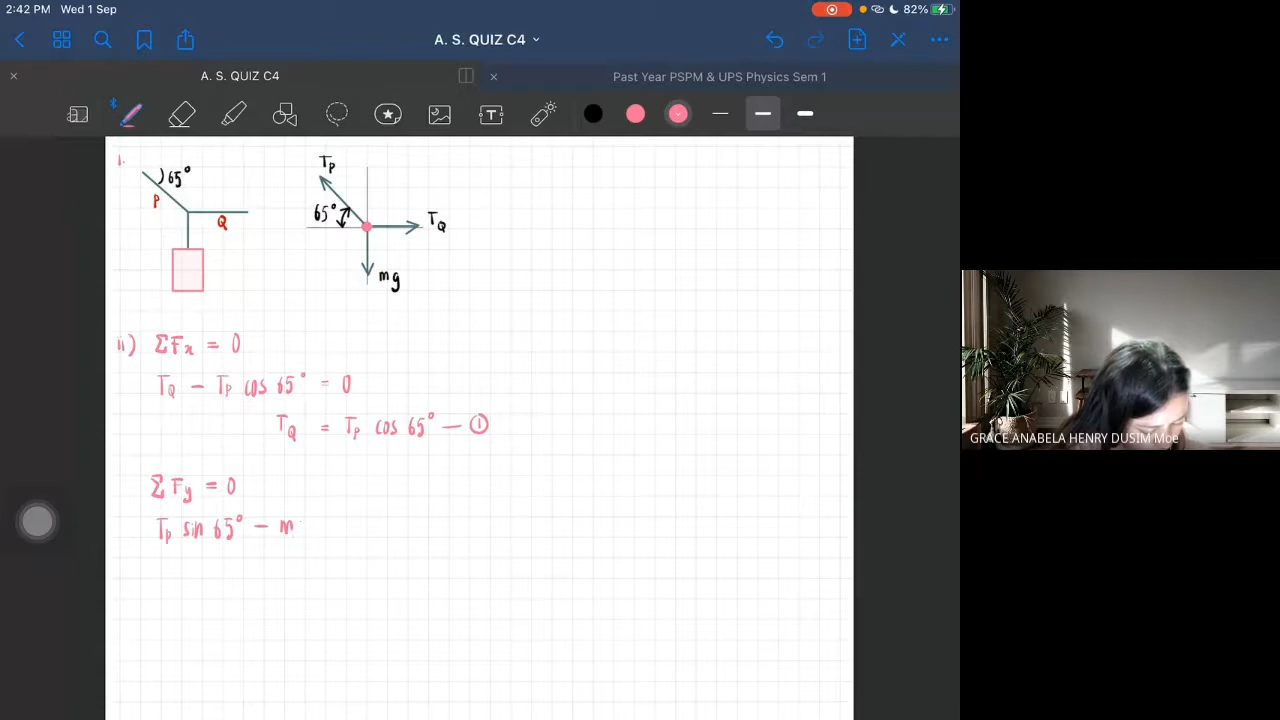 2:42 PM Wed 1 Sep
82%
A. S. QUIZ C4
A. S. QUIZ C4
Past Year PSPM & UPS Physics Sem 1
T
1.
65°
P
Q
Tp
65°
TQ
mg
ii) ΣFx = 0
TQ - Tp cos 65° = 0
TQ = Tp cos 65° — ①
ΣFy = 0
Tp sin 65° - m
GRACE ANABELA HENRY DUSIM Moe